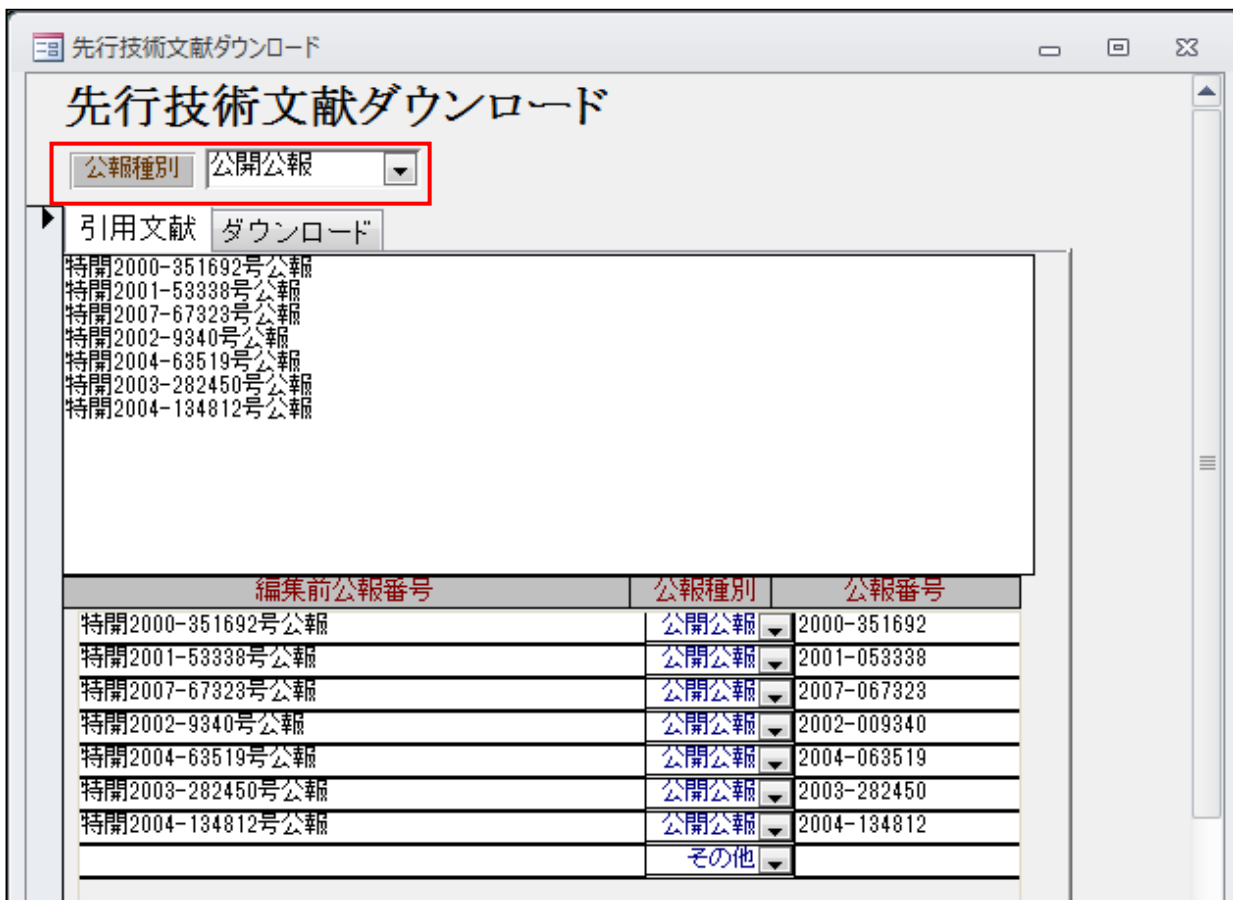 先行技術文献ダウンロード
先行技術文献ダウンロード
公報種別 公開公報
引用文献 ダウンロード
特開2000-351692号公報
特開2001-53338号公報
特開2007-67323号公報
特開2002-9340号公報
特開2004-63519号公報
特開2003-282450号公報
特開2004-134812号公報
編集前公報番号 公報種別 公報番号
特開2000-351692号公報 公開公報 2000-351692
特開2001-53338号公報 公開公報 2001-053338
特開2007-67323号公報 公開公報 2007-067323
特開2002-9340号公報 公開公報 2002-009340
特開2004-63519号公報 公開公報 2004-063519
特開2003-282450号公報 公開公報 2003-282450
特開2004-134812号公報 公開公報 2004-134812
その他